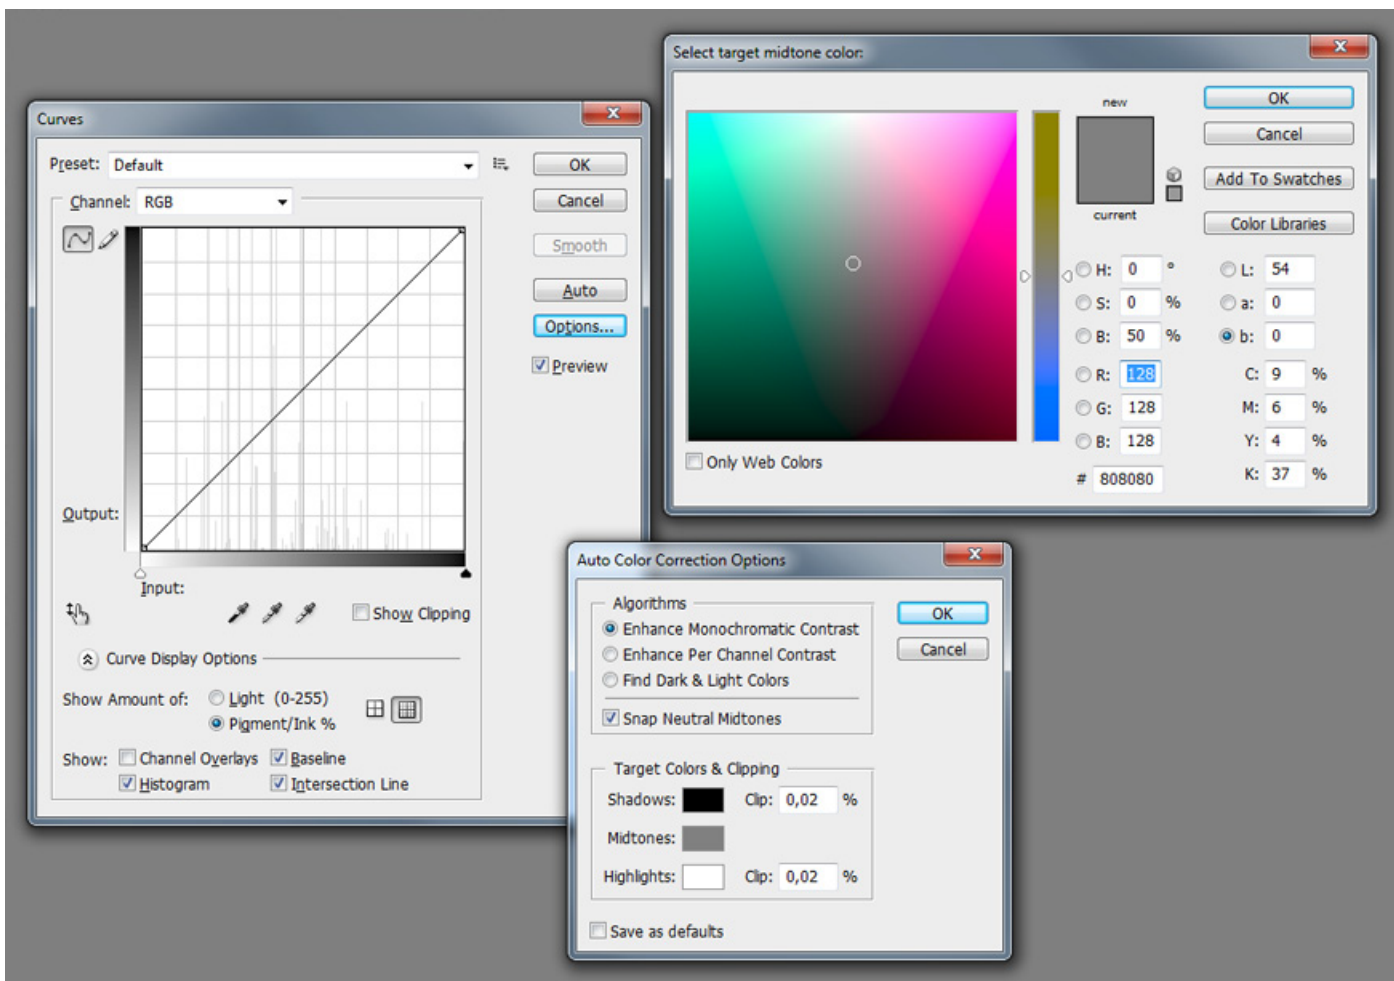 Curves
Preset: Default
OK
Channel: RGB
Cancel
Smooth
Auto
Options...
Preview
Output:
Input:
Show Clipping
Curve Display Options
Show Amount of:
Light (0-255)
Pigment/Ink %
Show:
Channel Overlays
Baseline
Histogram
Intersection Line
Select target midtone color:
new
current
OK
Cancel
Add To Swatches
Color Libraries
H: 0 °
L: 54
S: 0 %
a: 0
B: 50 %
b: 0
R: 128
C: 9 %
G: 128
M: 6 %
B: 128
Y: 4 %
# 808080
K: 37 %
Only Web Colors
Auto Color Correction Options
Algorithms
Enhance Monochromatic Contrast
Enhance Per Channel Contrast
Find Dark & Light Colors
Snap Neutral Midtones
OK
Cancel
Target Colors & Clipping
Shadows:
Clip: 0,02 %
Midtones:
Highlights:
Clip: 0,02 %
Save as defaults